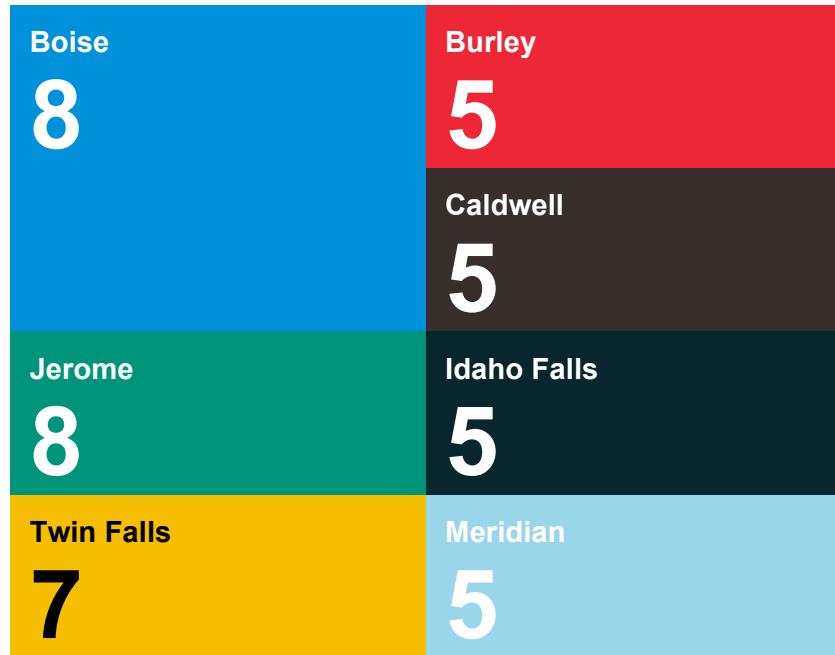 Boise
8
Burley
5
Caldwell
5
Jerome
8
Idaho Falls
5
Twin Falls
7
Meridian
5